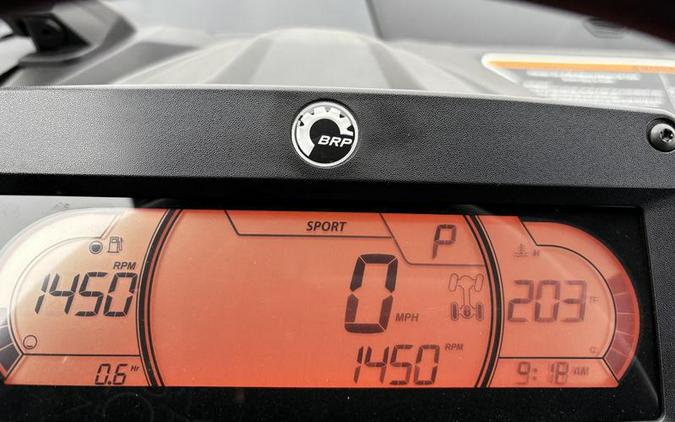 BRP
SPORT
P
RPM
1450
0 MPH
H
203 °F
1450 RPM
0.6 Hr
9:18 AM